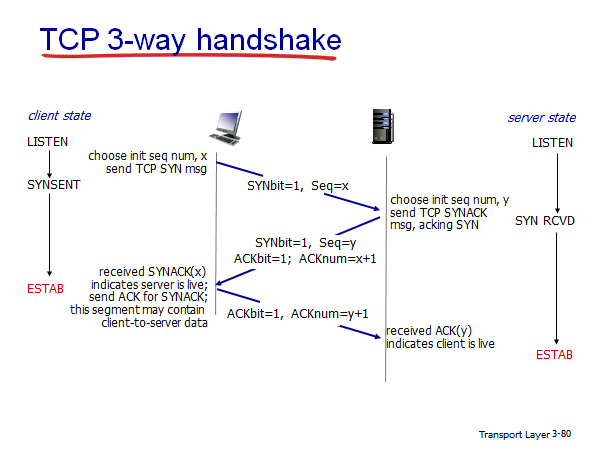 TCP 3-way handshake
client state
server state
LISTEN
LISTEN
choose init seq num, x
send TCP SYN msg
SYNSENT
SYNbit=1, Seq=x
choose init seq num, y
send TCP SYNACK
msg, acking SYN
SYN RCVD
SYNbit=1, Seq=y
ACKbit=1; ACKnum=x+1
received SYNACK(x)
indicates server is live;
send ACK for SYNACK;
this segment may contain
client-to-server data
ESTAB
ACKbit=1, ACKnum=y+1
received ACK(y)
indicates client is live
ESTAB
Transport Layer 3-80